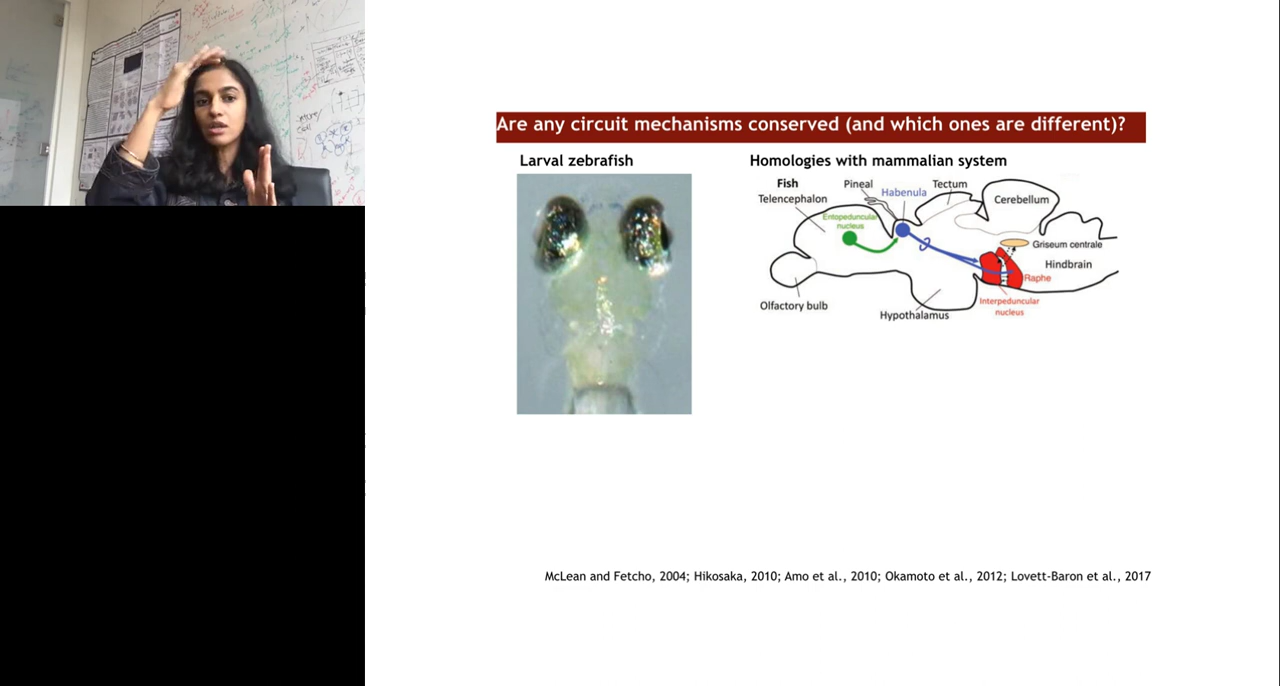 Are any circuit mechanisms conserved (and which ones are different)?
Larval zebrafish
Homologies with mammalian system
Fish
Telencephalon
Pineal
Habenula
Tectum
Cerebellum
Entopeduncular
nucleus
Griseum centrale
Hindbrain
Raphe
Interpeduncular
nucleus
Olfactory bulb
Hypothalamus
McLean and Fetcho, 2004; Hikosaka, 2010; Amo et al., 2010; Okamoto et al., 2012; Lovett-Baron et al., 2017